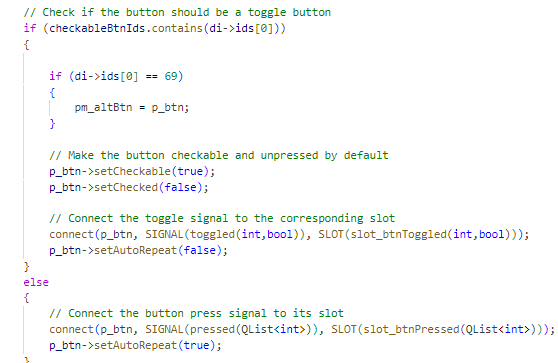 // Check if the button should be a toggle button
if (checkableBtnIds.contains(di->ids[0]))
{
if (di->ids[0] == 69)
{
pm_altBtn = p_btn;
}
// Make the button checkable and unpressed by default
p_btn->setCheckable(true);
p_btn->setChecked(false);
// Connect the toggle signal to the corresponding slot
connect(p_btn, SIGNAL(toggled(int,bool)), SLOT(slot_btnToggled(int,bool)));
p_btn->setAutoRepeat(false);
}
else
{
// Connect the button press signal to its slot
connect(p_btn, SIGNAL(pressed(QList<int>)), SLOT(slot_btnPressed(QList<int>)));
p_btn->setAutoRepeat(true);
}